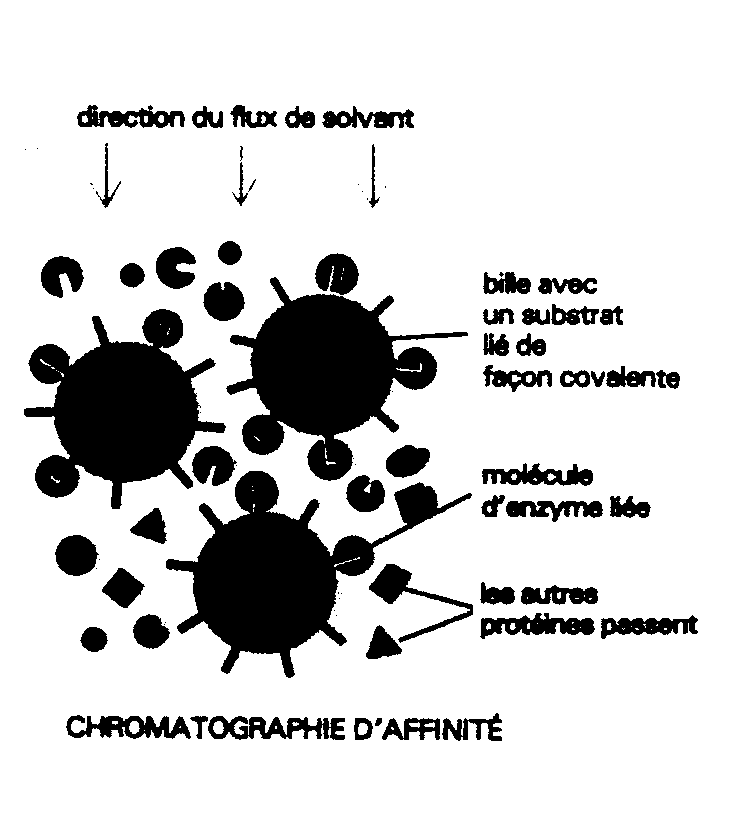 direction du flux de solvant
bille avec
un substrat
lié de
façon covalente
molécule
d'enzyme liée
les autres
protéines passent
CHROMATOGRAPHIE D'AFFINITÉ